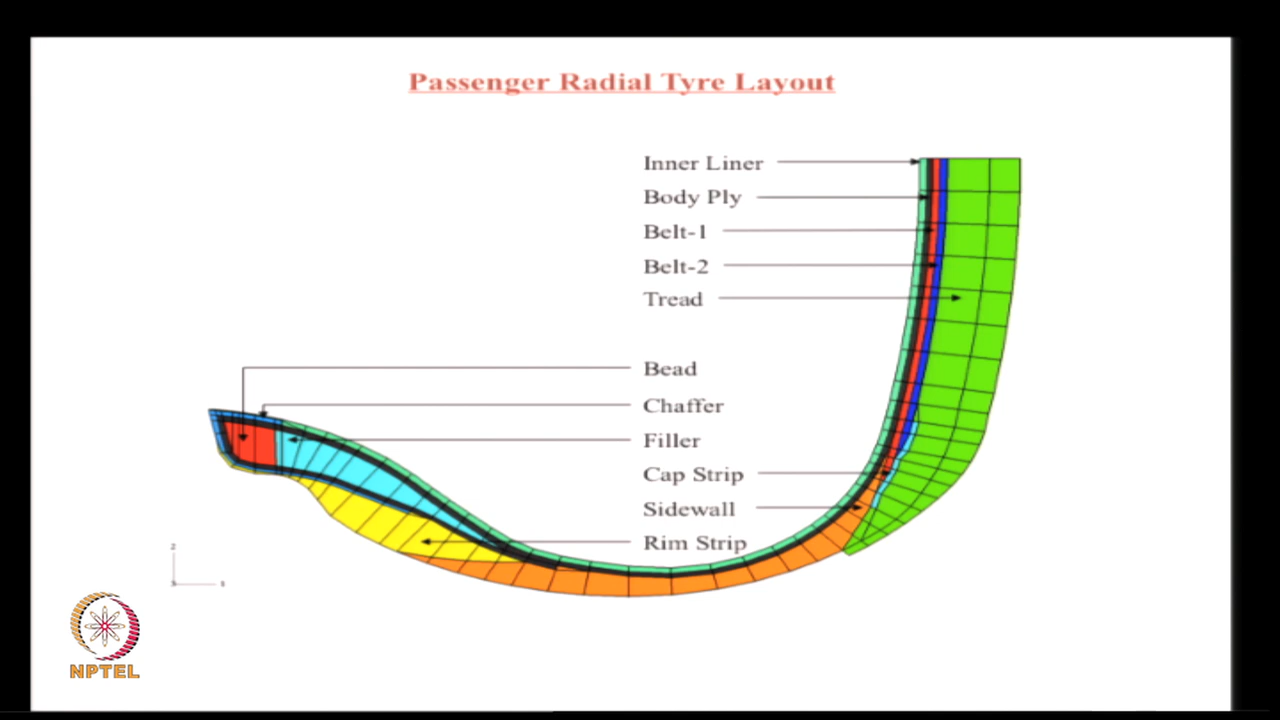 Passenger Radial Tyre Layout
Inner Liner
Body Ply
Belt-1
Belt-2
Tread
Bead
Chaffer
Filler
Cap Strip
Sidewall
Rim Strip
2
NPTEL